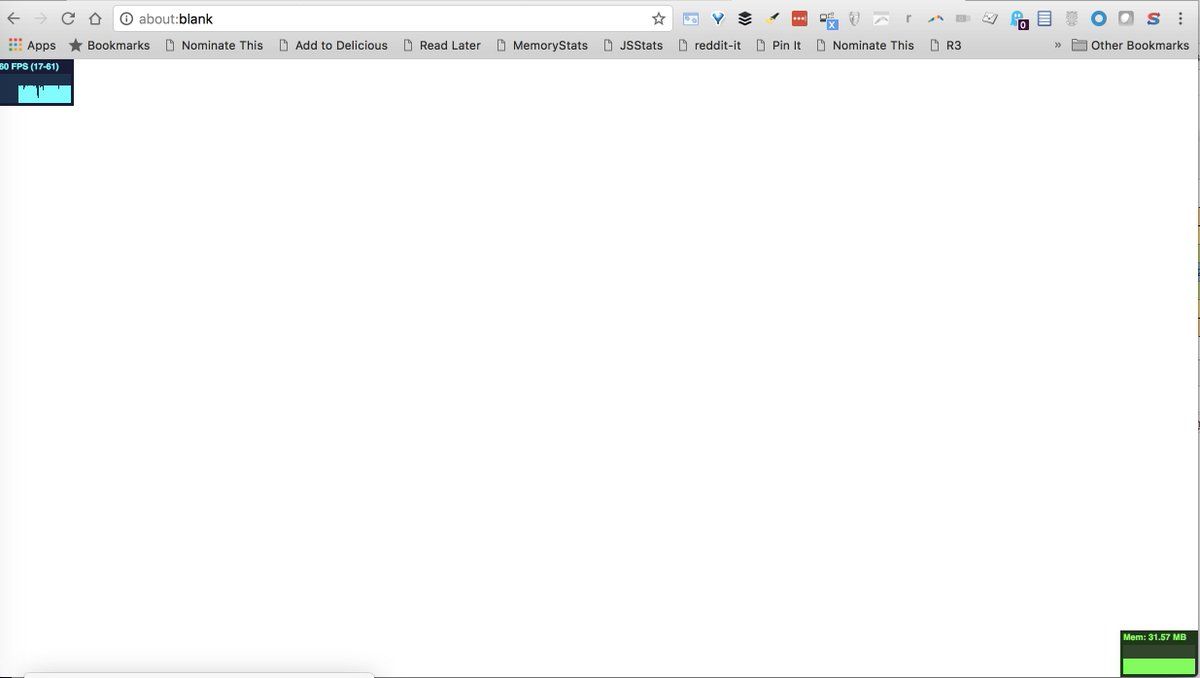 about:blank
X
r
0
S
Apps Bookmarks Nominate This Add to Delicious Read Later MemoryStats JSStats reddit-it Pin It Nominate This R3 » Other Bookmarks
60 FPS (17-61)
Mem: 31.57 MB